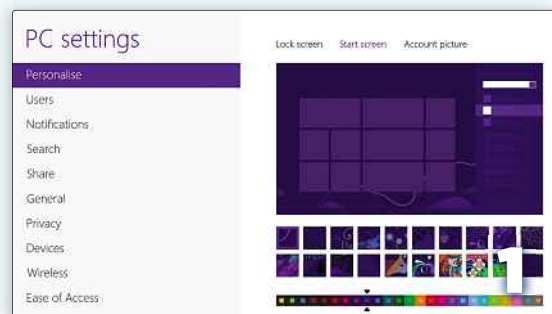 PC settings
Lock screen Start screen Account picture
Personalise
Users
Notifications
Search
Share
General
Privacy
Devices
Wireless
Ease of Access
1